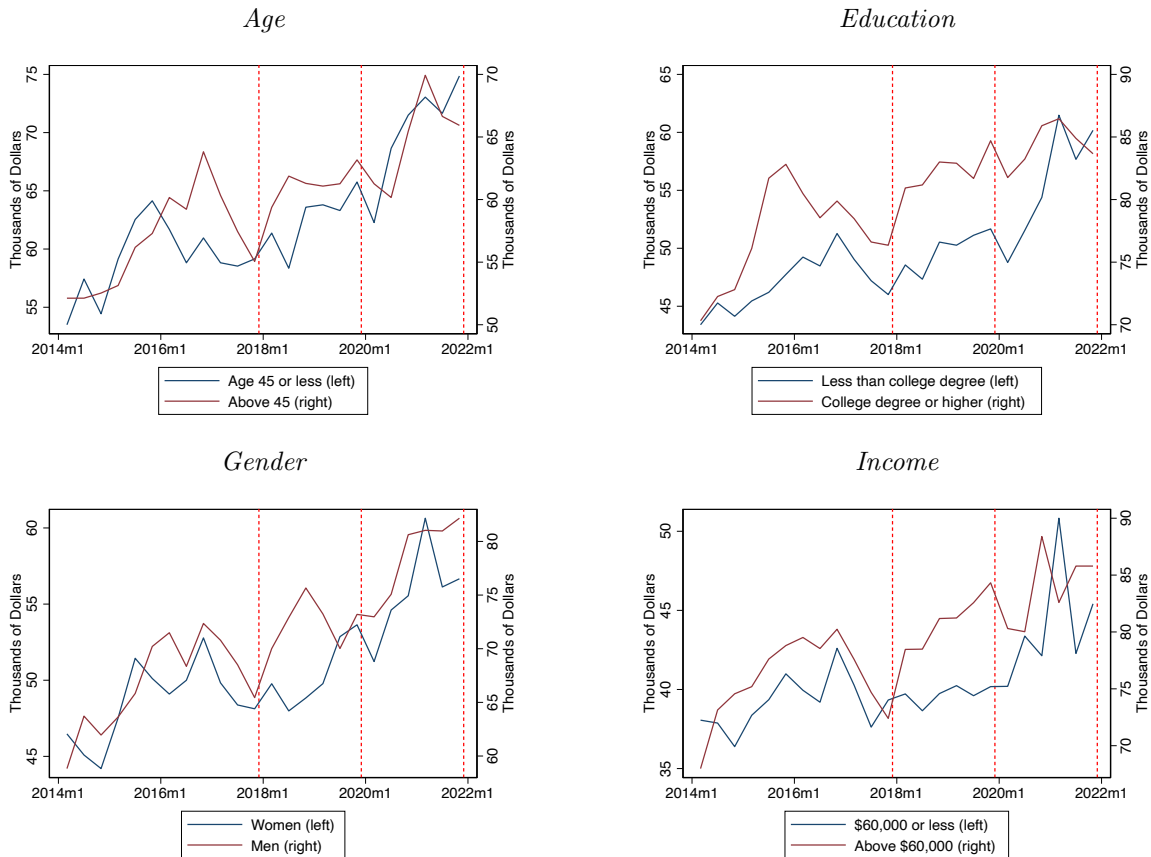 Age
Education
Thousands of Dollars
55
60
65
70
75
Thousands of Dollars
50
55
60
65
70
2014m1
2016m1
2018m1
2020m1
2022m1
Age 45 or less (left)
Above 45 (right)
Thousands of Dollars
45
50
55
60
65
Thousands of Dollars
70
75
80
85
90
2014m1
2016m1
2018m1
2020m1
2022m1
Less than college degree (left)
College degree or higher (right)
Gender
Income
Thousands of Dollars
45
50
55
60
Thousands of Dollars
60
65
70
75
80
2014m1
2016m1
2018m1
2020m1
2022m1
Women (left)
Men (right)
Thousands of Dollars
35
40
45
50
Thousands of Dollars
70
75
80
85
90
2014m1
2016m1
2018m1
2020m1
2022m1
$60,000 or less (left)
Above $60,000 (right)